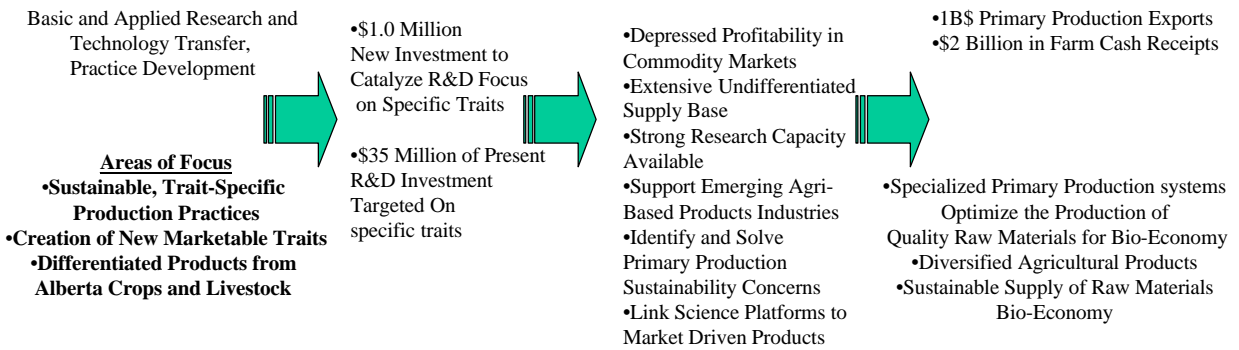 Basic and Applied Research and
Technology Transfer,
Practice Development
Areas of Focus
•Sustainable, Trait-Specific
Production Practices
•Creation of New Marketable Traits
•Differentiated Products from
Alberta Crops and Livestock
•$1.0 Million
New Investment to
Catalyze R&D Focus
on Specific Traits
•$35 Million of Present
R&D Investment
Targeted On
specific traits
•Depressed Profitability in
Commodity Markets
•Extensive Undifferentiated
Supply Base
•Strong Research Capacity
Available
•Support Emerging Agri-
Based Products Industries
•Identify and Solve
Primary Production
Sustainability Concerns
•Link Science Platforms to
Market Driven Products
•1B$ Primary Production Exports
•$2 Billion in Farm Cash Receipts
•Specialized Primary Production systems
Optimize the Production of
Quality Raw Materials for Bio-Economy
•Diversified Agricultural Products
•Sustainable Supply of Raw Materials
Bio-Economy